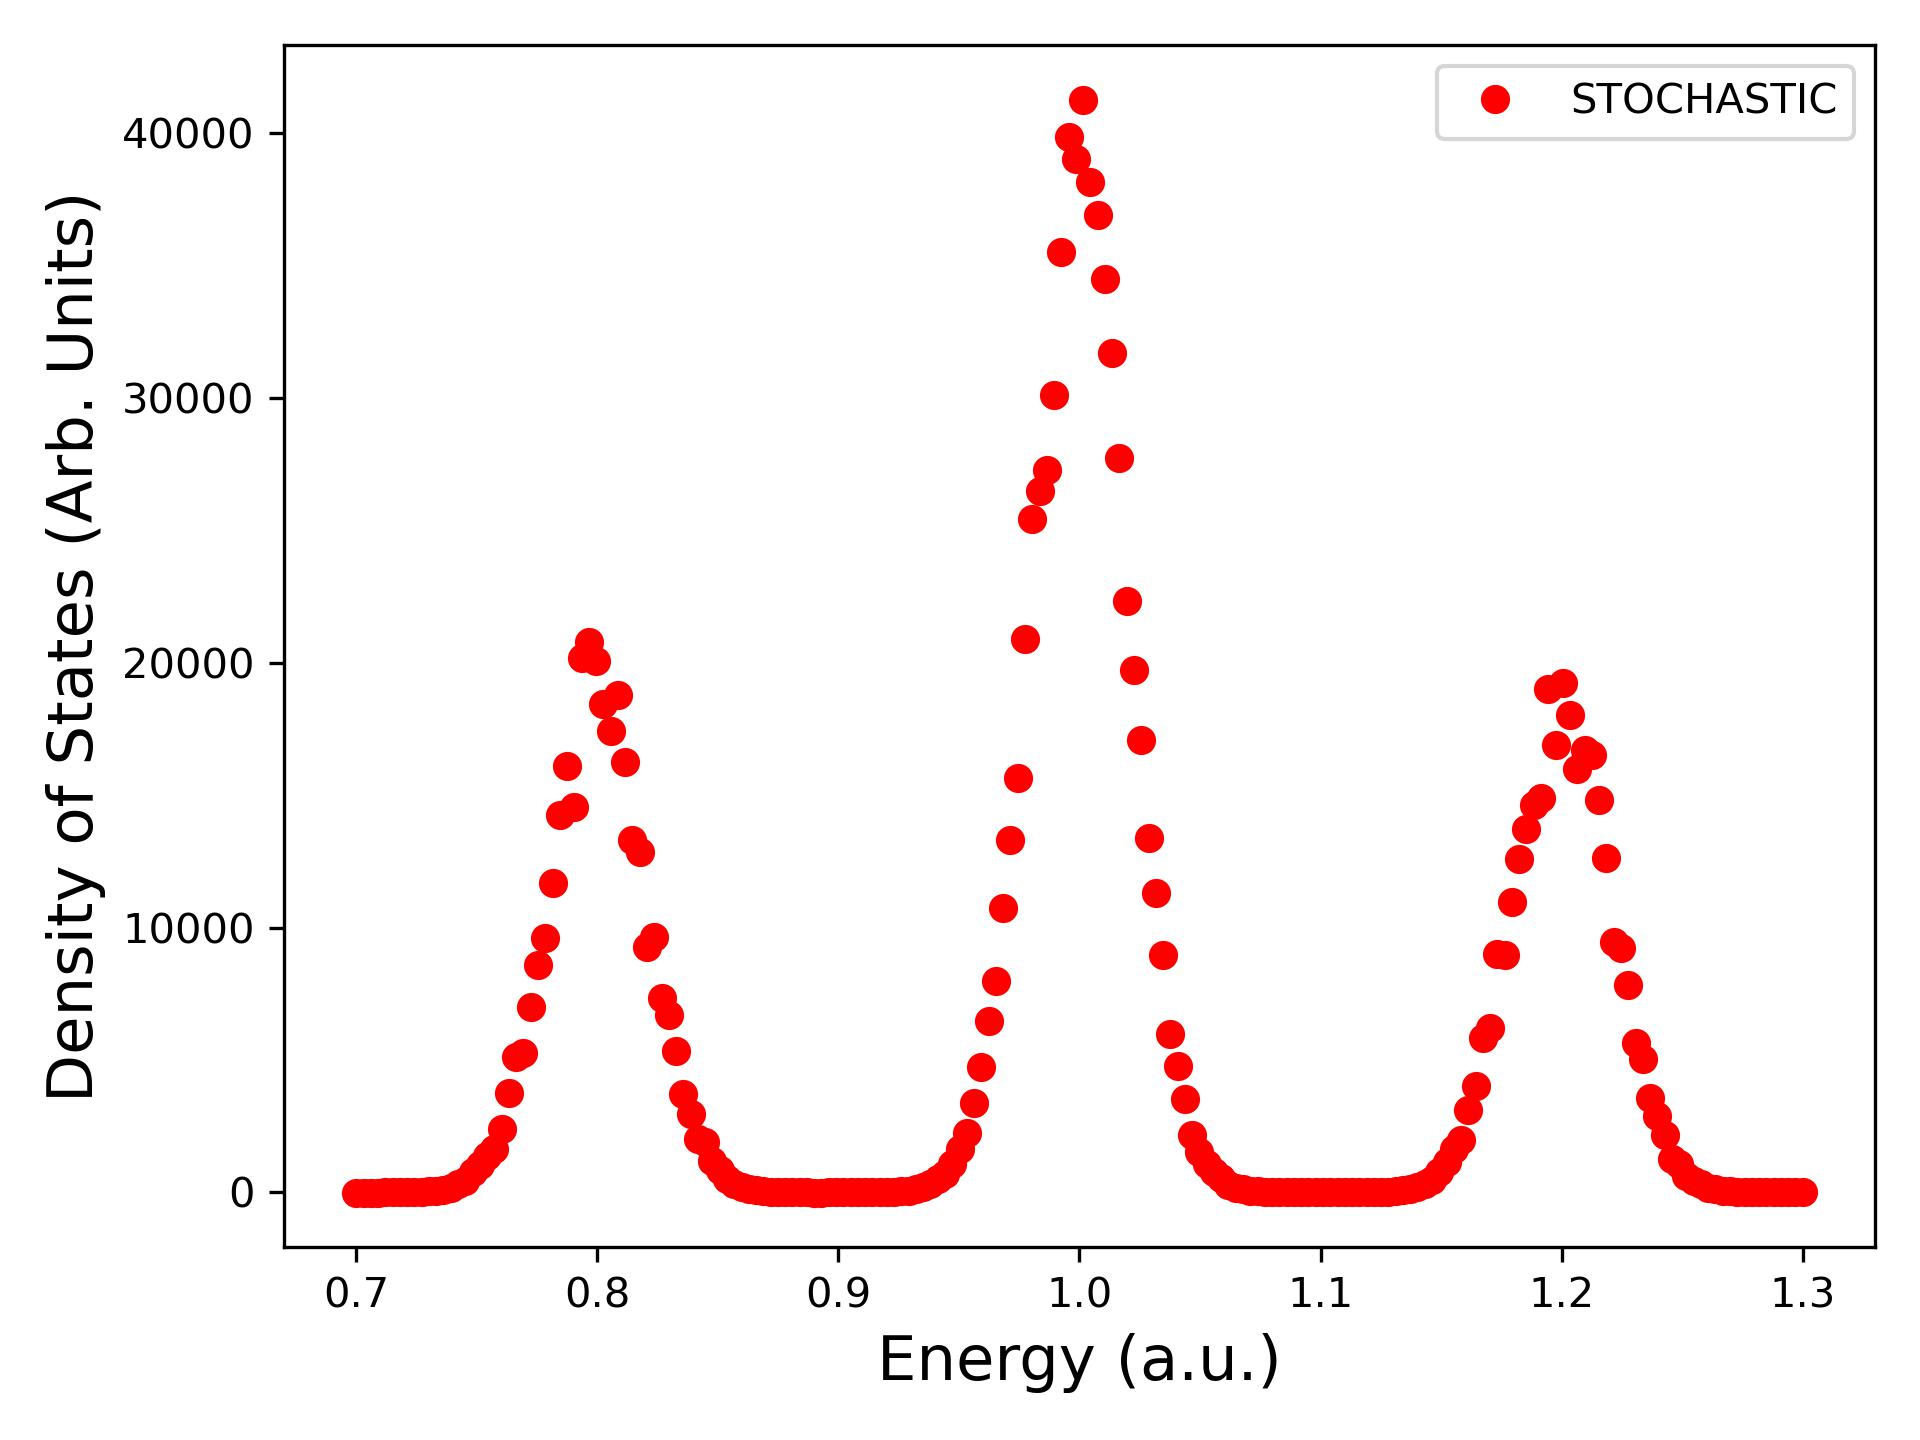 STOCHASTIC
Density of States (Arb. Units)
40000
30000
20000
10000
0
0.7 0.8 0.9 1.0 1.1 1.2 1.3
Energy (a.u.)